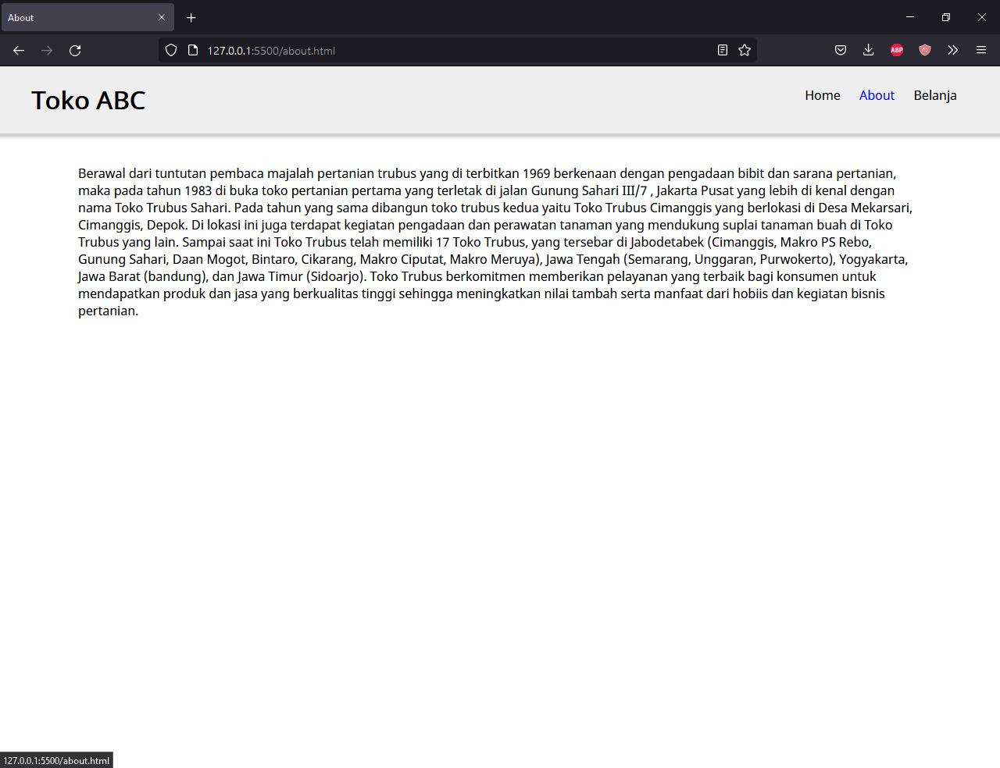 About
127.0.0.1:5500/about.html
ABP
Toko ABC
Home About Belanja
Berawal dari tuntutan pembaca majalah pertanian trubus yang di terbitkan 1969 berkenaan dengan pengadaan bibit dan sarana pertanian,
maka pada tahun 1983 di buka toko pertanian pertama yang terletak di jalan Gunung Sahari III/7 , Jakarta Pusat yang lebih di kenal dengan
nama Toko Trubus Sahari. Pada tahun yang sama dibangun toko trubus kedua yaitu Toko Trubus Cimanggis yang berlokasi di Desa Mekarsari,
Cimanggis, Depok. Di lokasi ini juga terdapat kegiatan pengadaan dan perawatan tanaman yang mendukung suplai tanaman buah di Toko
Trubus yang lain. Sampai saat ini Toko Trubus telah memiliki 17 Toko Trubus, yang tersebar di Jabodetabek (Cimanggis, Makro PS Rebo,
Gunung Sahari, Daan Mogot, Bintaro, Cikarang, Makro Ciputat, Makro Meruya), Jawa Tengah (Semarang, Unggaran, Purwokerto), Yogyakarta,
Jawa Barat (bandung), dan Jawa Timur (Sidoarjo). Toko Trubus berkomitmen memberikan pelayanan yang terbaik bagi konsumen untuk
mendapatkan produk dan jasa yang berkualitas tinggi sehingga meningkatkan nilai tambah serta manfaat dari hobiis dan kegiatan bisnis
pertanian.
127.0.0.1:5500/about.html